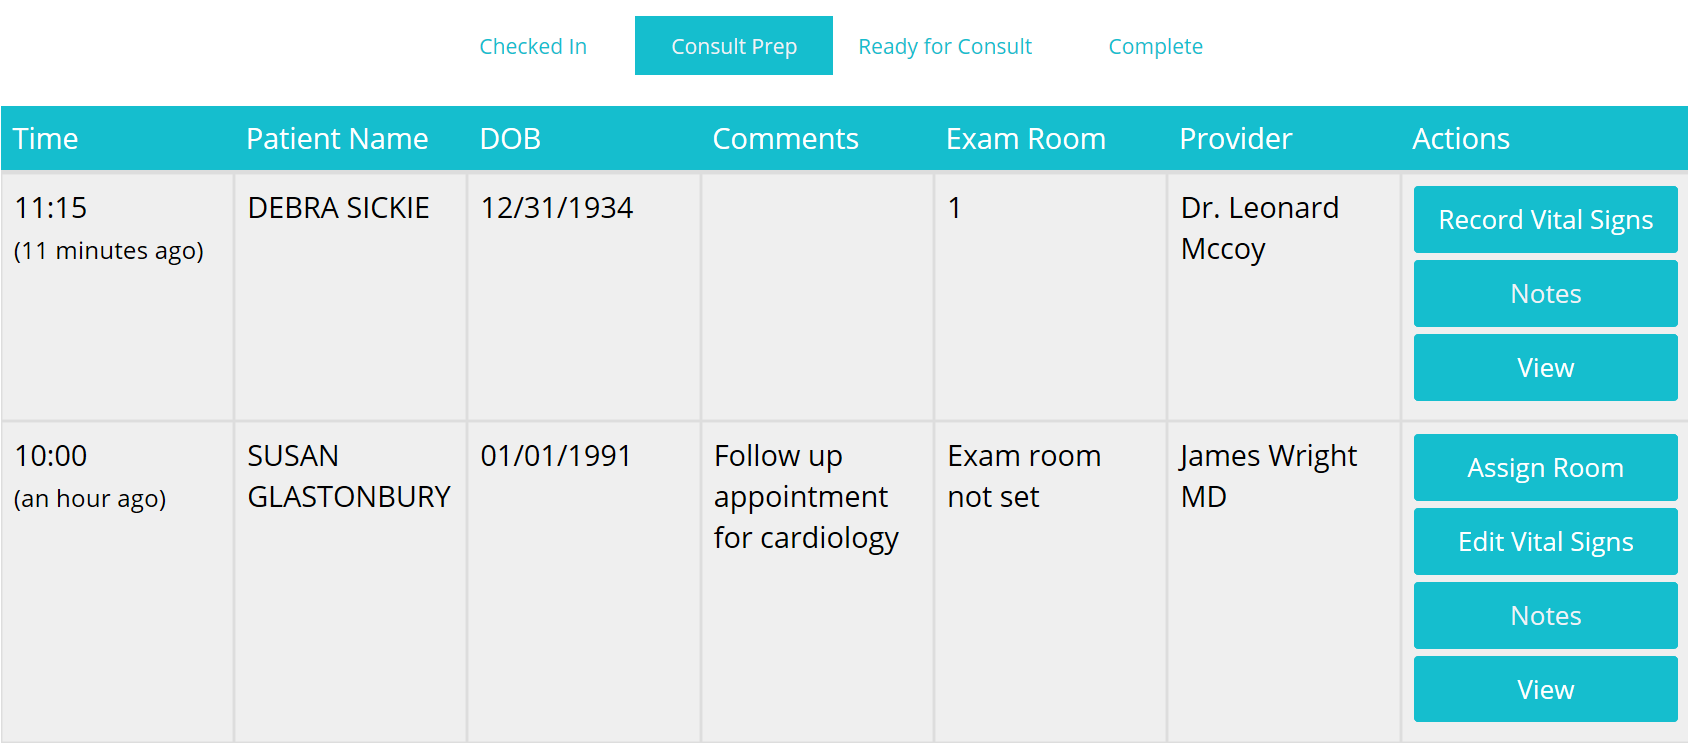 Checked In Consult Prep Ready for Consult Complete
Time Patient Name DOB Comments Exam Room Provider Actions
11:15 DEBRA SICKIE 12/31/1934 1 Dr. Leonard Record Vital Signs
(11 minutes ago) Mccoy
Notes
View
10:00 SUSAN 01/01/1991 Follow up Exam room James Wright Assign Room
(an hour ago) GLASTONBURY appointment not set MD
for cardiology Edit Vital Signs
Notes
View